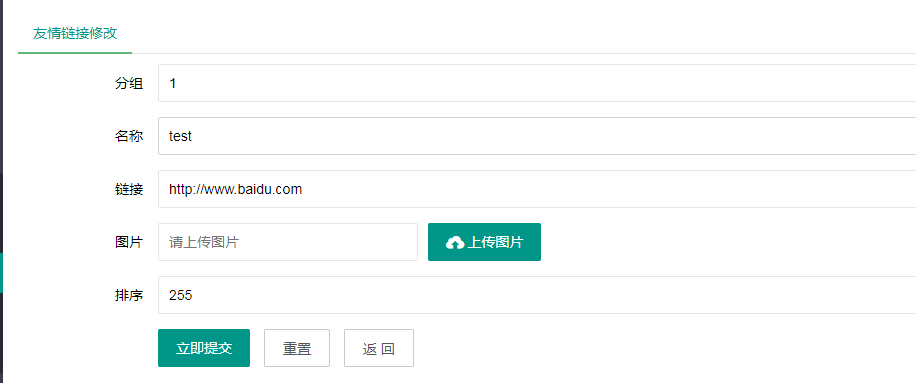 友情链接修改
分组 1
名称 test
链接 http://www.baidu.com
图片 请上传图片 上传图片
排序 255
立即提交 重置 返 回